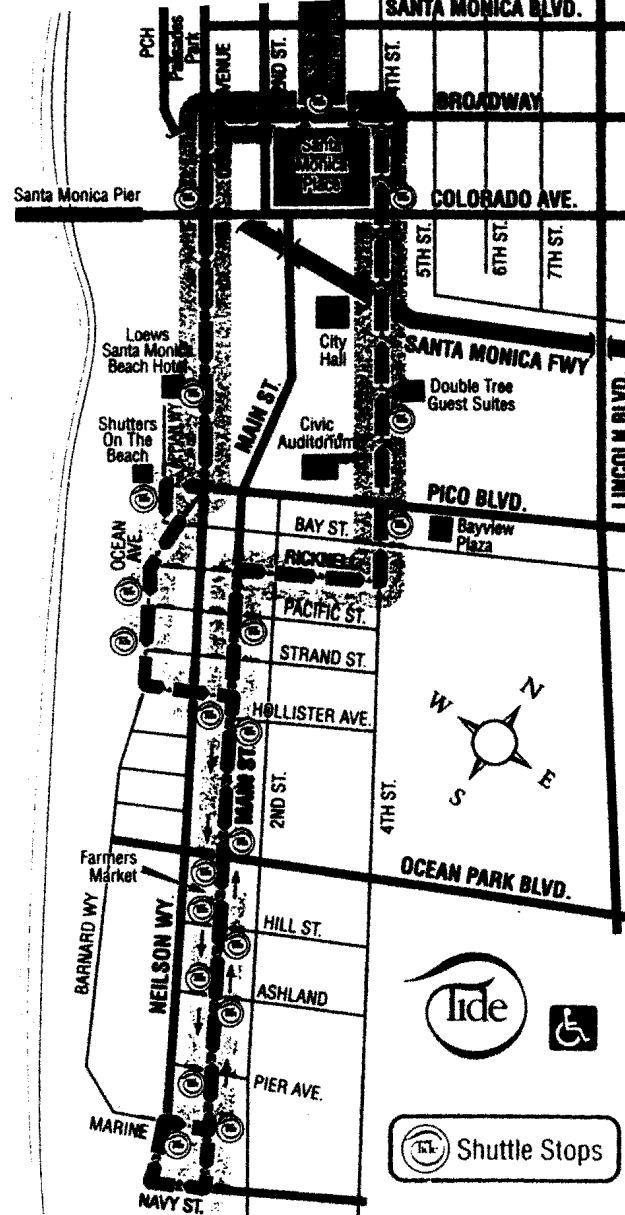 SANTA MONICA BLVD.
PCH
Palisades
Park
AVENUE
2ND ST.
4TH ST.
BROADWAY
Santa
Monica
Place
Santa Monica Pier
COLORADO AVE.
5TH ST.
6TH ST.
7TH ST.
Loews
Santa Monica
Beach Hotel
City
Hall
SANTA MONICA FWY
LINCOLN BLVD.
Double Tree
Guest Suites
MAIN ST.
Shutters
On The
Beach
Civic
Auditorium
PICO BLVD.
BAY ST.
Bayview
Plaza
OCEAN
AVE.
BICKNELL
PACIFIC ST.
STRAND ST.
HOLLISTER AVE.
N
W
E
S
MAIN ST.
2ND ST.
4TH ST.
Farmers
Market
OCEAN PARK BLVD.
BARNARD WY
NEILSON WY.
HILL ST.
ASHLAND
Tide
PIER AVE.
MARINE
Tide
Shuttle Stops
NAVY ST.